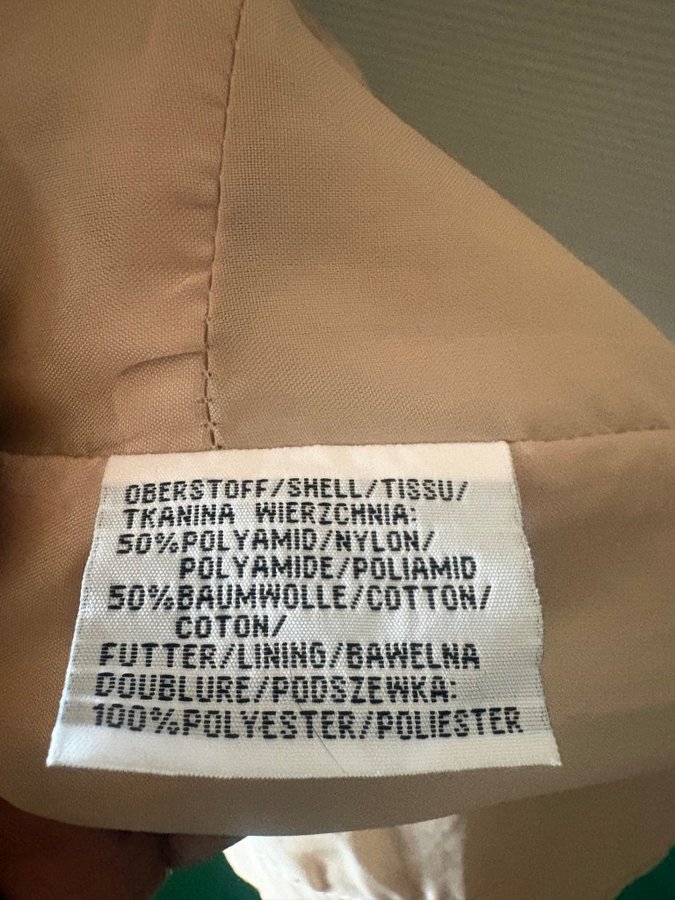 OBERSTOFF/SHELL/TISSU/
TKANINA WIERZCHNIA:
50%POLYAMID/NYLON/
POLYAMIDE/POLIAMID
50%BAUMWOLLE/COTTON/
COTON/
FUTTER/LINING/BAWELNA
DOUBLURE/PODSZEWKA:
100%POLYESTER/POLIESTER